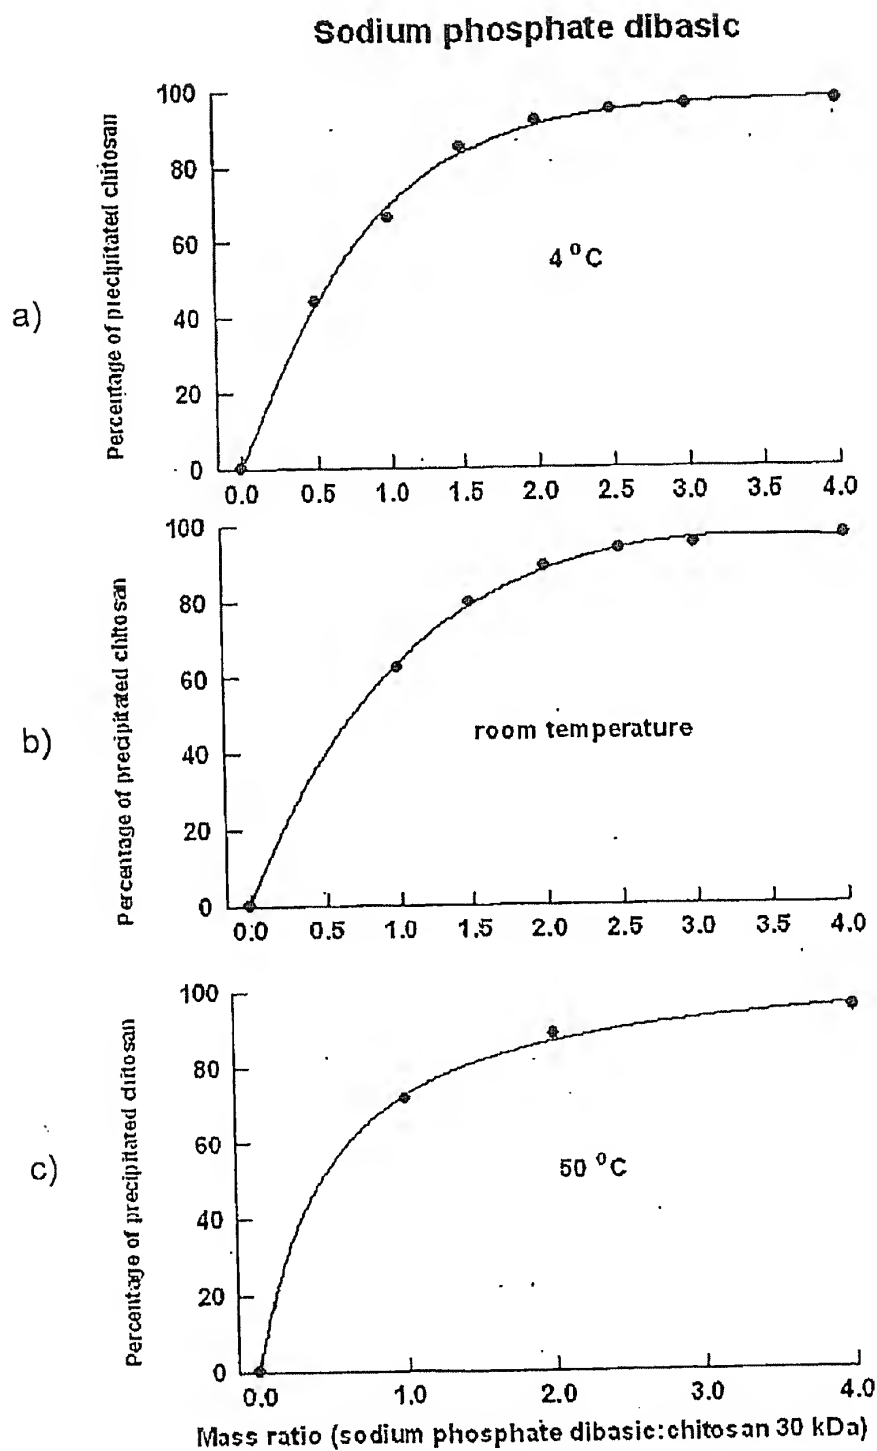 Sodium phosphate dibasic
a)
Percentage of precipitated chitosan
100
80
60
40
20
0
4 °C
0.0 0.5 1.0 1.5 2.0 2.5 3.0 3.5 4.0
b)
Percentage of precipitated chitosan
100
80
60
40
20
0
room temperature
0.0 0.5 1.0 1.5 2.0 2.5 3.0 3.5 4.0
c)
Percentage of precipitated chitosan
100
80
60
40
20
0
50 °C
0.0 1.0 2.0 3.0 4.0
Mass ratio (sodium phosphate dibasic:chitosan 30 kDa)